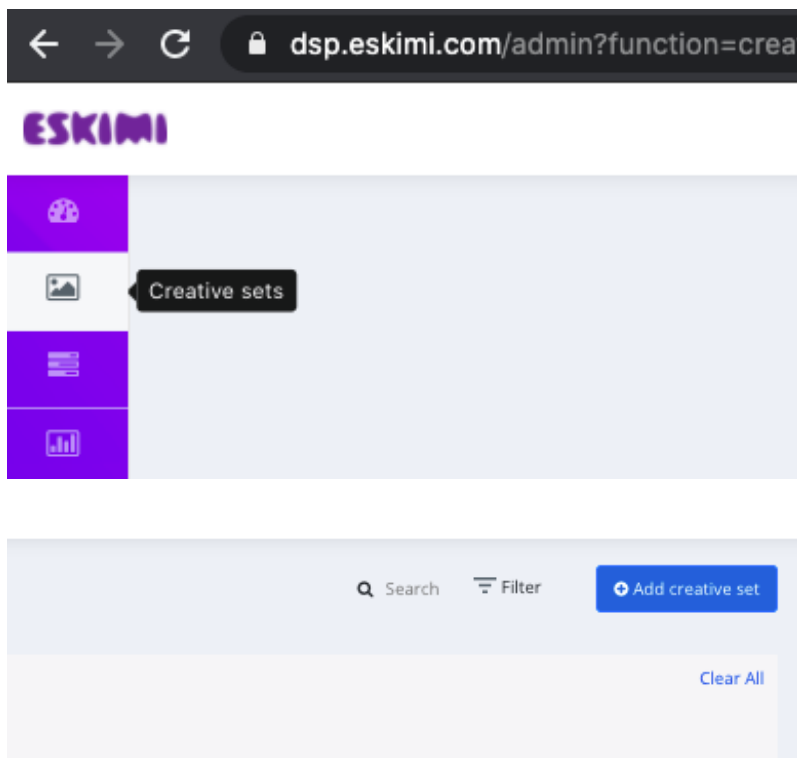 dsp.eskimi.com/admin?function=crea
ESKIMI
Creative sets
Search Filter Add creative set
Clear All